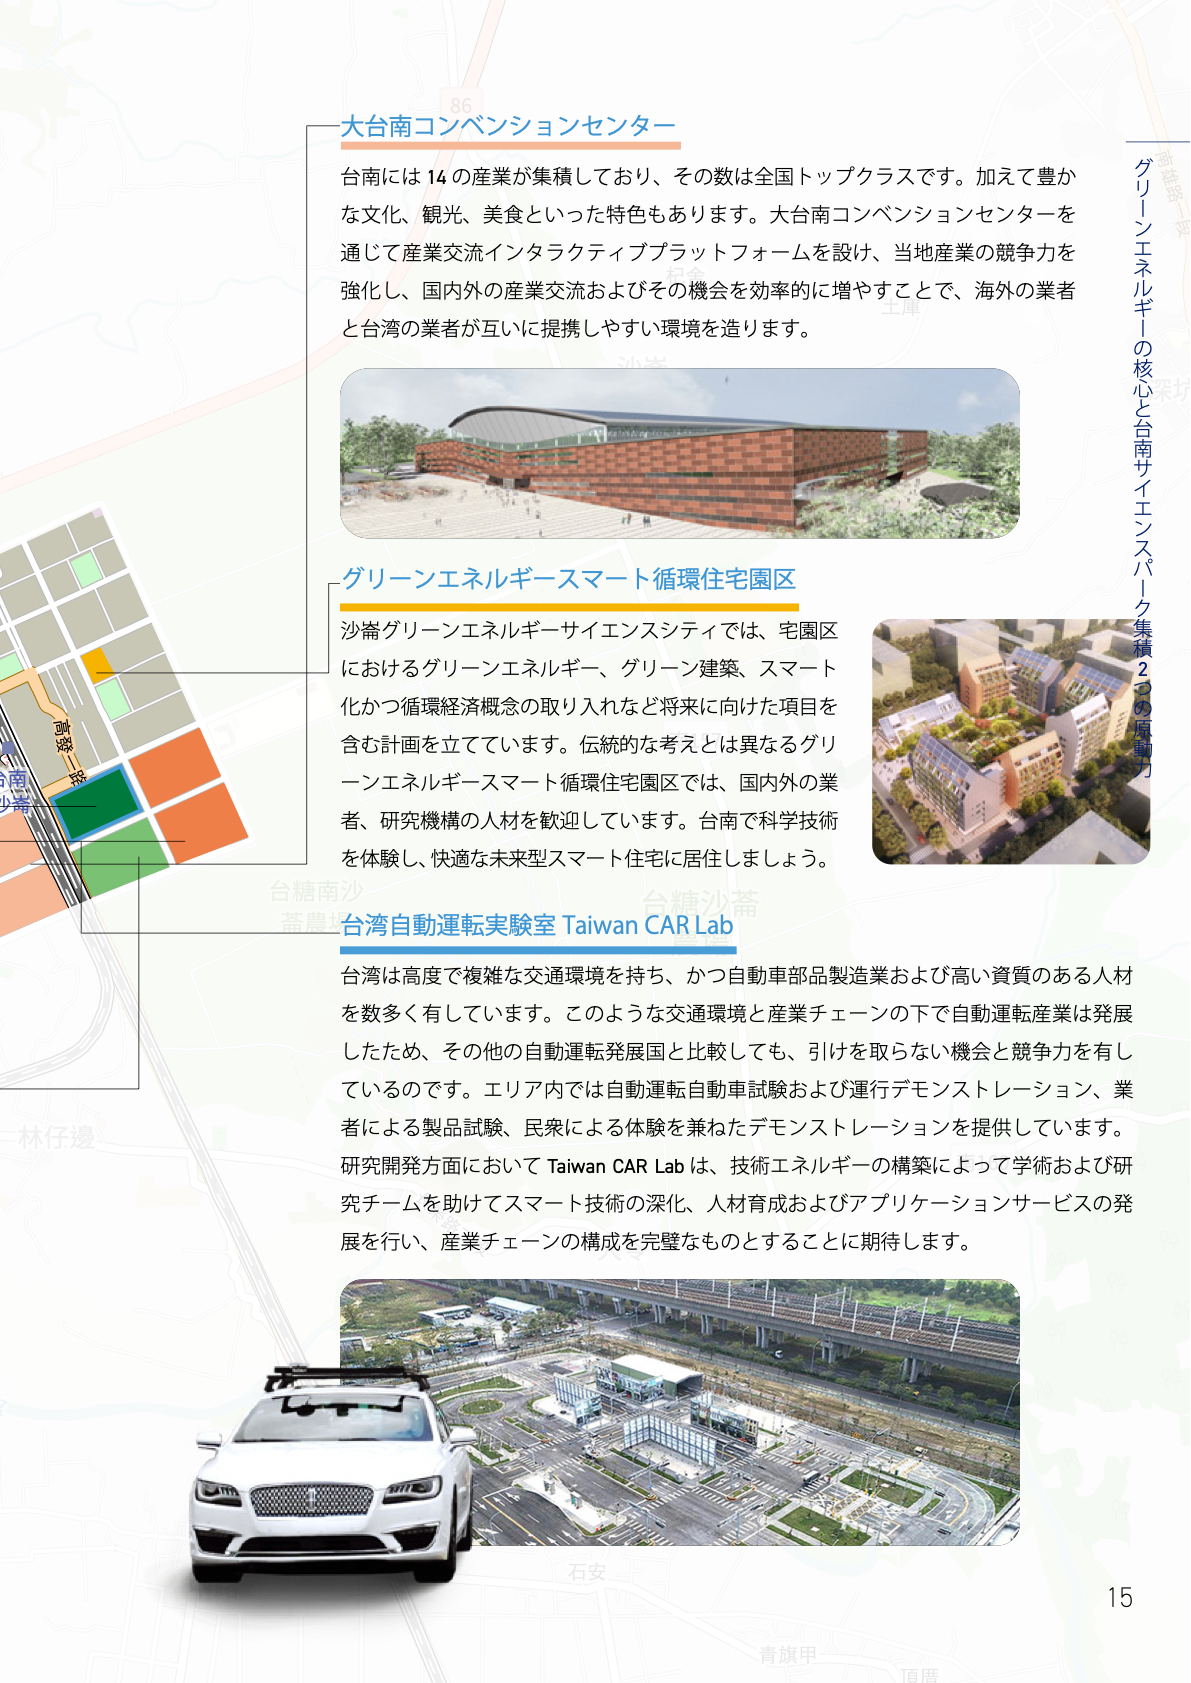 86
大台南コンベンションセンター
台南には 14 の産業が集積しており、その数は全国トップクラスです。加えて豊か
な文化、観光、美食といった特色もあります。大台南コンベンションセンターを
通じて産業交流インタラクティブプラットフォームを設け、当地産業の競争力を
強化し、国内外の産業交流およびその機会を効率的に増やすことで、海外の業者
と台湾の業者が互いに提携しやすい環境を造ります。
土庫
沙崙
グリーンエネルギースマート循環住宅園区
沙崙グリーンエネルギーサイエンスシティでは、宅園区
におけるグリーンエネルギー、グリーン建築、スマート
化かつ循環経済概念の取り入れなど将来に向けた項目を
含む計画を立てています。伝統的な考えとは異なるグリ
ーンエネルギースマート循環住宅園区では、国内外の業
者、研究機構の人材を歓迎しています。台南で科学技術
を体験し、快適な未来型スマート住宅に居住しましょう。
高發二路
台南
沙崙
台糖南沙
崙農場
台糖沙崙
農場
台湾自動運転実験室 Taiwan CAR Lab
台湾は高度で複雑な交通環境を持ち、かつ自動車部品製造業および高い資質のある人材
を数多く有しています。このような交通環境と産業チェーンの下で自動運転産業は発展
したため、その他の自動運転発展国と比較しても、引けを取らない機会と競争力を有し
ているのです。エリア内では自動運転自動車試験および運行デモンストレーション、業
者による製品試験、民衆による体験を兼ねたデモンストレーションを提供しています。
研究開発方面において Taiwan CAR Lab は、技術エネルギーの構築によって学術および研
究チームを助けてスマート技術の深化、人材育成およびアプリケーションサービスの発
展を行い、産業チェーンの構成を完璧なものとすることに期待します。
林仔邊
石安
青旗甲
頂厝
深坑
南雄路一段
グリーンエネルギーの核心と台南サイエンスパーク集積 2 つの原動力
15